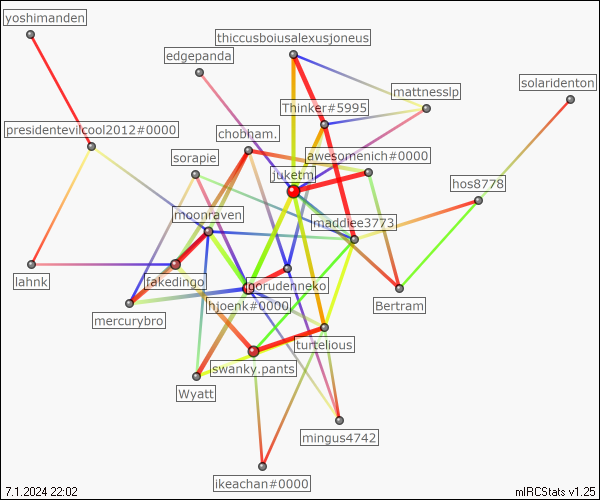 yoshimanden
thiccusboiusalexusjoneus
edgepanda
solaridenton
mattnesslp
Thinker#5995
presidentevilcool2012#0000
chobham.
sorapie
awesomenich#0000
juketm
hos8778
moonraven
maddiee3773
lahnk
fakedingo
gorudenneko
hjoenk#0000
Bertram
mercurybro
turtelious
swanky.pants
Wyatt
mingus4742
ikeachan#0000
7.1.2024 22:02
mIRCStats v1.25